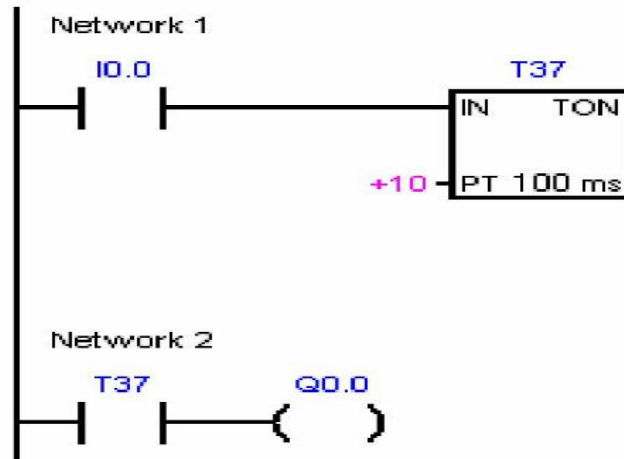 Network 1
I0.0 T37
IN TON
+10 PT 100 ms
Network 2
T37 Q0.0